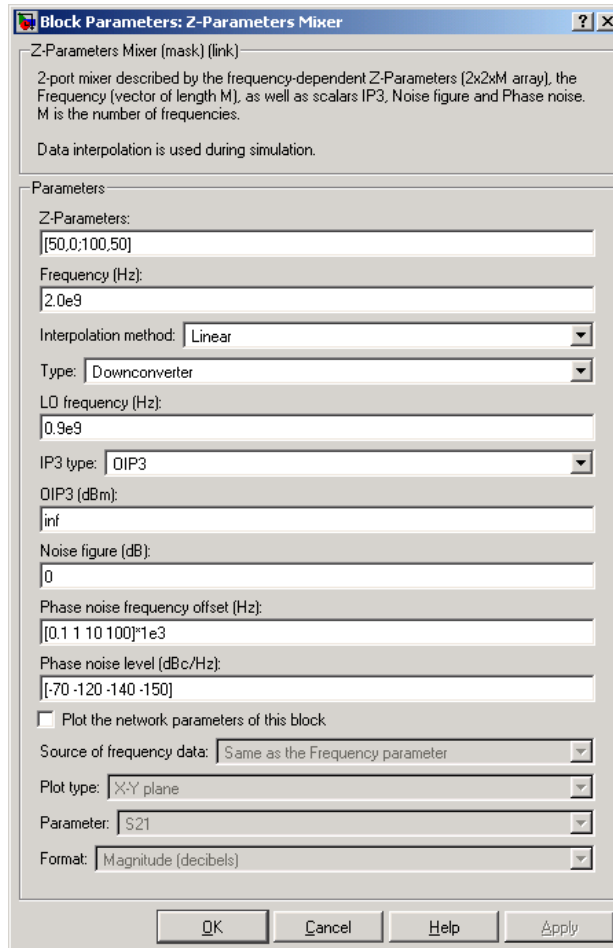 Block Parameters: Z-Parameters Mixer
Z-Parameters Mixer (mask) (link)
2-port mixer described by the frequency-dependent Z-Parameters (2x2xM array), the
Frequency (vector of length M), as well as scalars IP3, Noise figure and Phase noise.
M is the number of frequencies.
Data interpolation is used during simulation.
Parameters
Z-Parameters:
[50,0;100,50]
Frequency (Hz):
2.0e9
Interpolation method: Linear
Type: Downconverter
LO frequency (Hz):
0.9e9
IP3 type: OIP3
OIP3 (dBm):
inf
Noise figure (dB):
0
Phase noise frequency offset (Hz):
[0.1 1 10 100]*1e3
Phase noise level (dBc/Hz):
[-70 -120 -140 -150]
Plot the network parameters of this block
Source of frequency data: Same as the Frequency parameter
Plot type: X-Y plane
Parameter: S21
Format: Magnitude (decibels)
OK Cancel Help Apply